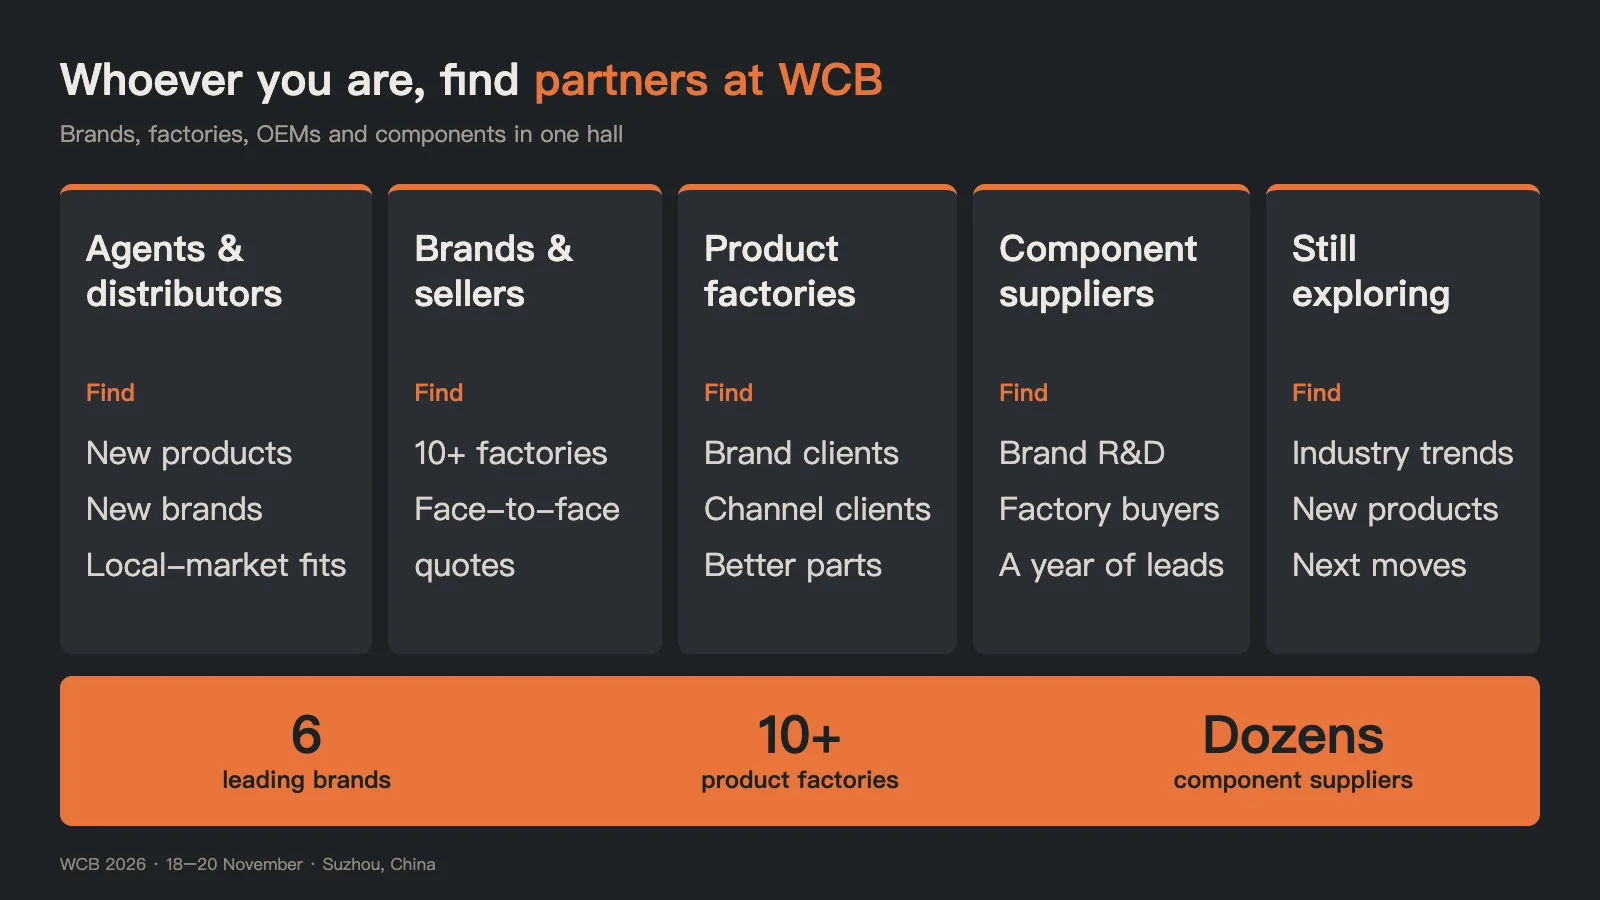 Whoever you are, find partners at WCB
Brands, factories, OEMs and components in one hall
Agents &
distributors
Find
New products
New brands
Local–market fits
Brands &
sellers
Find
10+ factories
Face–to–face
quotes
Product
factories
Find
Brand clients
Channel clients
Better parts
Component
suppliers
Find
Brand R&D
Factory buyers
A year of leads
Still
exploring
Find
Industry trends
New products
Next moves
6
leading brands
10+
product factories
Dozens
component suppliers
WCB 2026 · 18–20 November · Suzhou, China